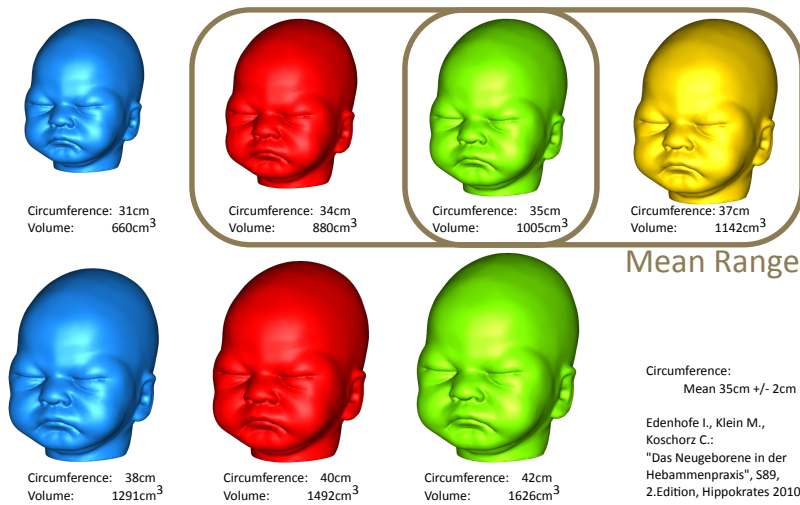 Circumference: 31cm
Volume: 660cm³
Circumference: 34cm
Volume: 880cm³
Circumference: 35cm
Volume: 1005cm³
Circumference: 37cm
Volume: 1142cm³
Mean Range
Circumference: 38cm
Volume: 1291cm³
Circumference: 40cm
Volume: 1492cm³
Circumference: 42cm
Volume: 1626cm³
Circumference:
Mean 35cm +/- 2cm
Edenhofe I., Klein M.,
Koschorz C.:
"Das Neugeborene in der
Hebammenpraxis", S89,
2.Edition, Hippokrates 2010